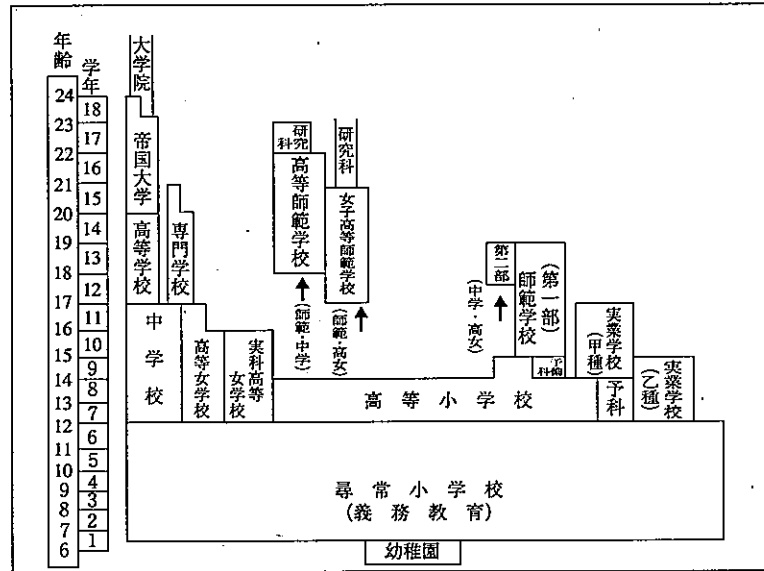 年齢
学年
24
23
22
21
20
19
18
17
16
15
14
13
12
11
10
9
8
7
6
18
17
16
15
14
13
12
11
10
9
8
7
6
5
4
3
2
1
大学院
帝国大学
高等学校
専門学校
中学校
高等女学校
実科高等
女学校
研究
科
高等師範学校
(師範・中学)
研究科
女子高等師範学校
(師範・高女)
(中学・高女)
第二部
師範学校
(第一部)
予備
科
高等小学校
実業学校
(甲種)
予科
実業学校
(乙種)
尋常小学校
(義務教育)
幼稚園